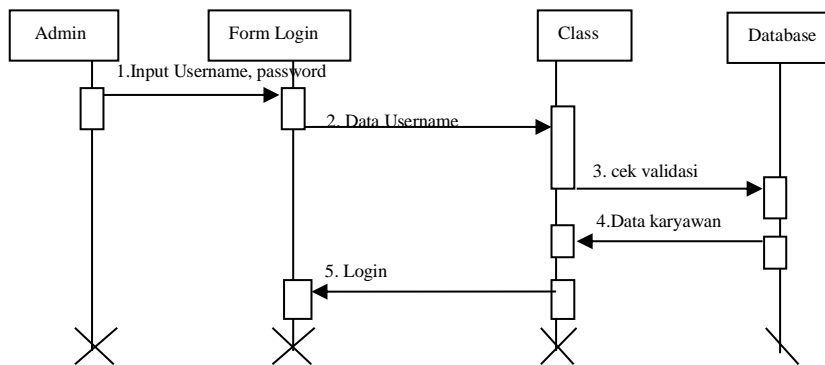 Admin
Form Login
Class
Database
1.Input Username, password
2. Data Username
3. cek validasi
4.Data karyawan
5. Login